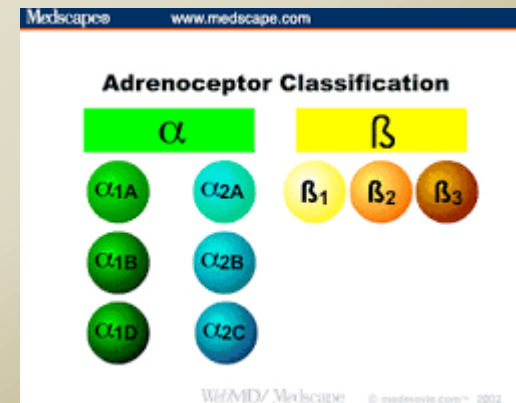 Medscape® www.medscape.com
Adrenoceptor Classification
α ß
α1A α2A ß1 ß2 ß3
α1B α2B
α1D α2C
WebMD/Medscape © medmovie.com™ 2002